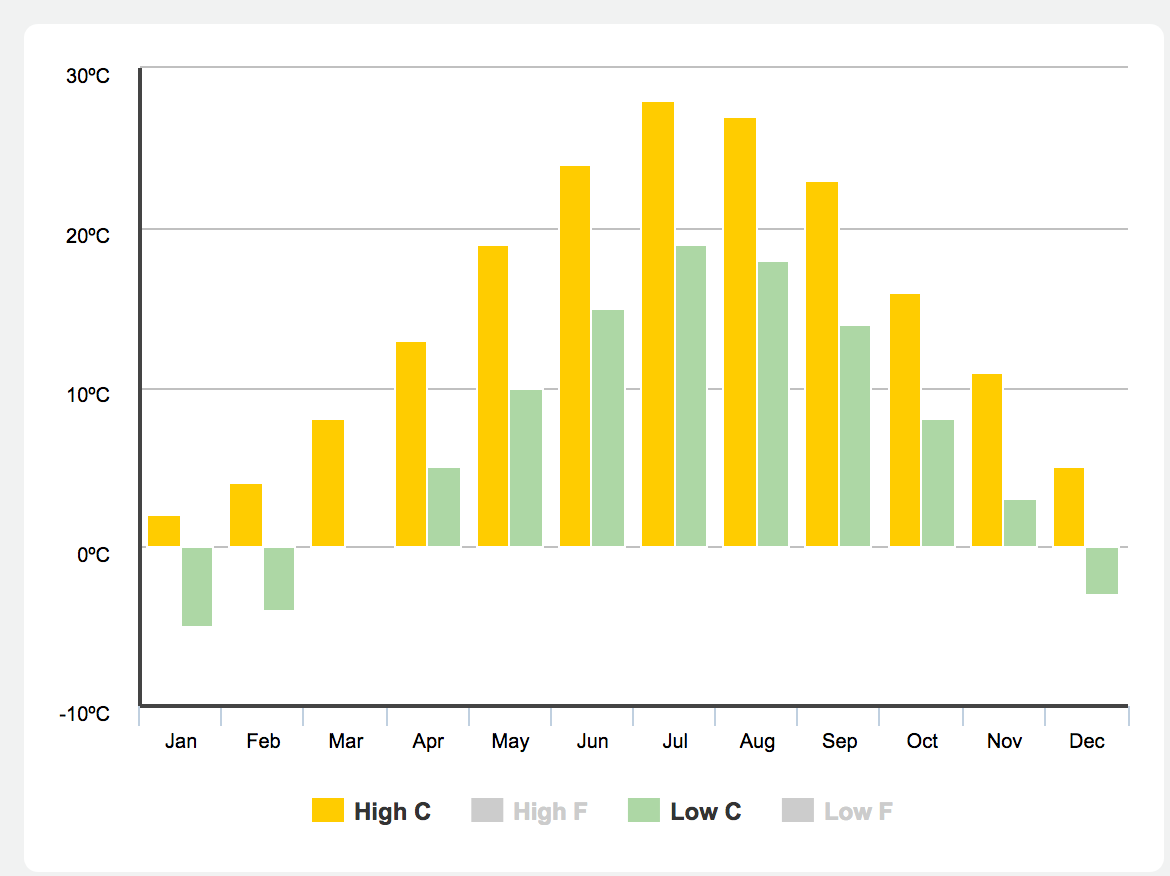 30ºC
20ºC
10ºC
0ºC
-10ºC
Jan Feb Mar Apr May Jun Jul Aug Sep Oct Nov Dec
High C High F Low C Low F